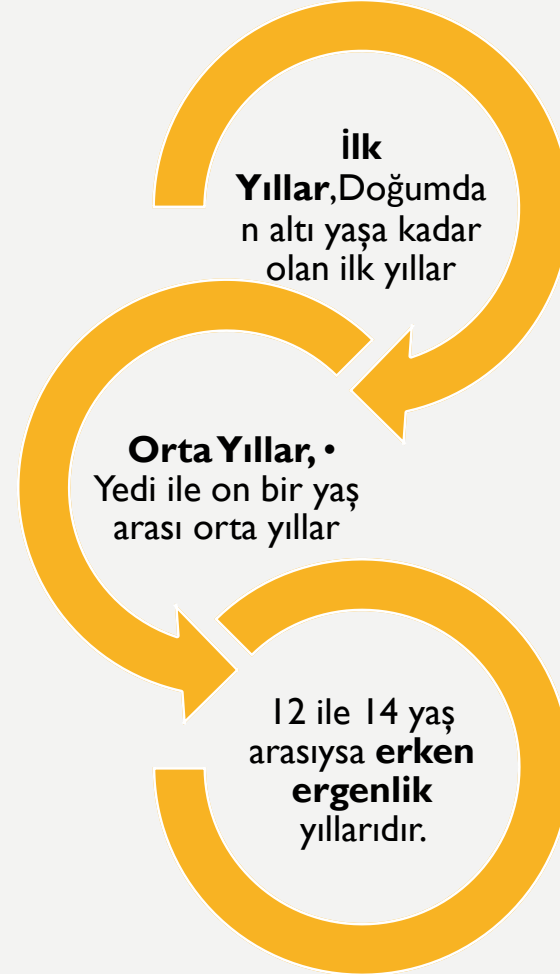 İlk
Yıllar,Doğumda
n altı yaşa kadar
olan ilk yıllar
Orta Yıllar, •
Yedi ile on bir yaş
arası orta yıllar
12 ile 14 yaş
arasıysa erken
ergenlik
yıllarıdır.